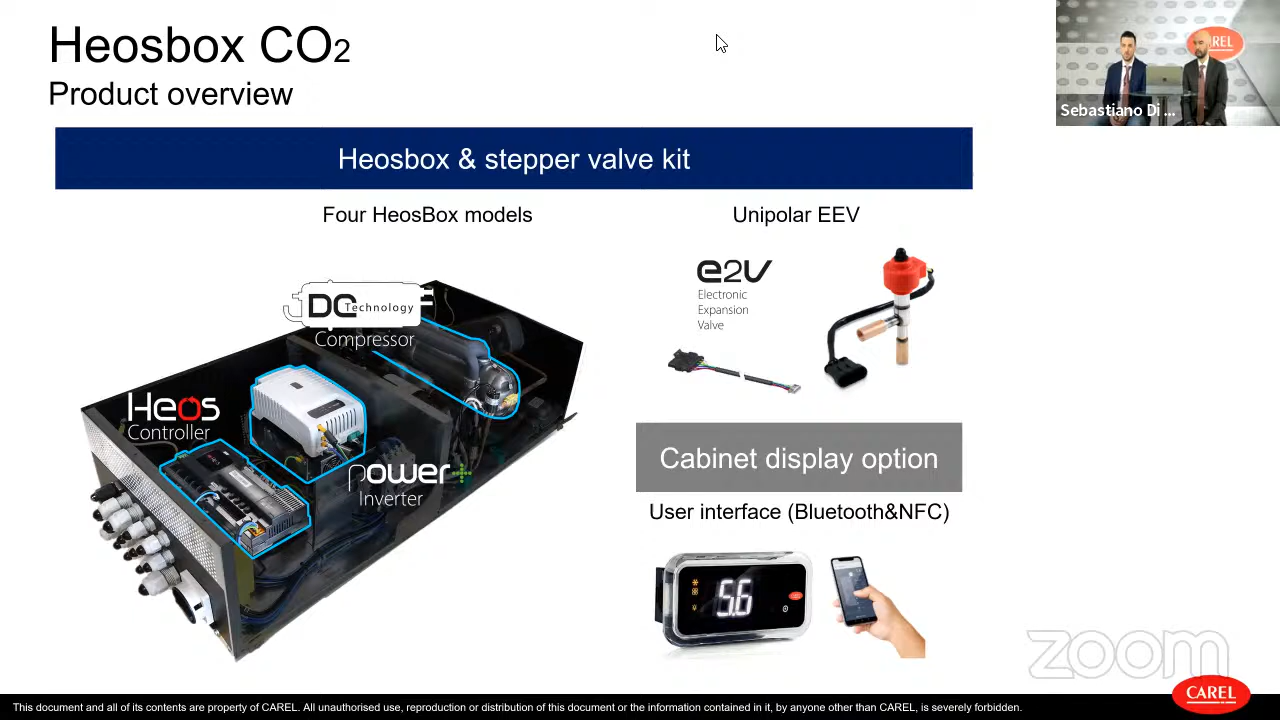 Heosbox CO2
Product overview
CAREL
Sebastiano Di ...
Heosbox & stepper valve kit
Four HeosBox models
Unipolar EEV
e2V
Electronic
Expansion
Valve
DC Technology
Compressor
Heos
Controller
power+
Inverter
Cabinet display option
User interface (Bluetooth&NFC)
5.6
zoom
CAREL
This document and all of its contents are property of CAREL. All unauthorised use, reproduction or distribution of this document or the information contained in it, by anyone other than CAREL, is severely forbidden.